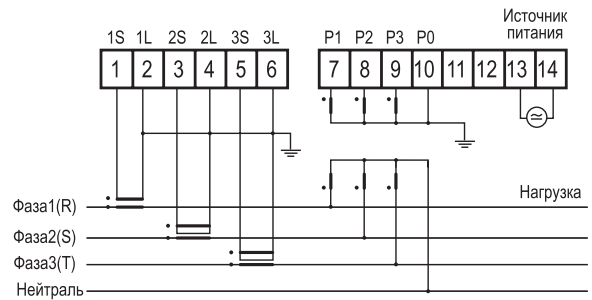 Источник
питания
1S 1L 2S 2L 3S 3L P1 P2 P3 P0
1 2 3 4 5 6 7 8 9 10 11 12 13 14
Нагрузка
Фаза1(R)
Фаза2(S)
Фаза3(T)
Нейтраль